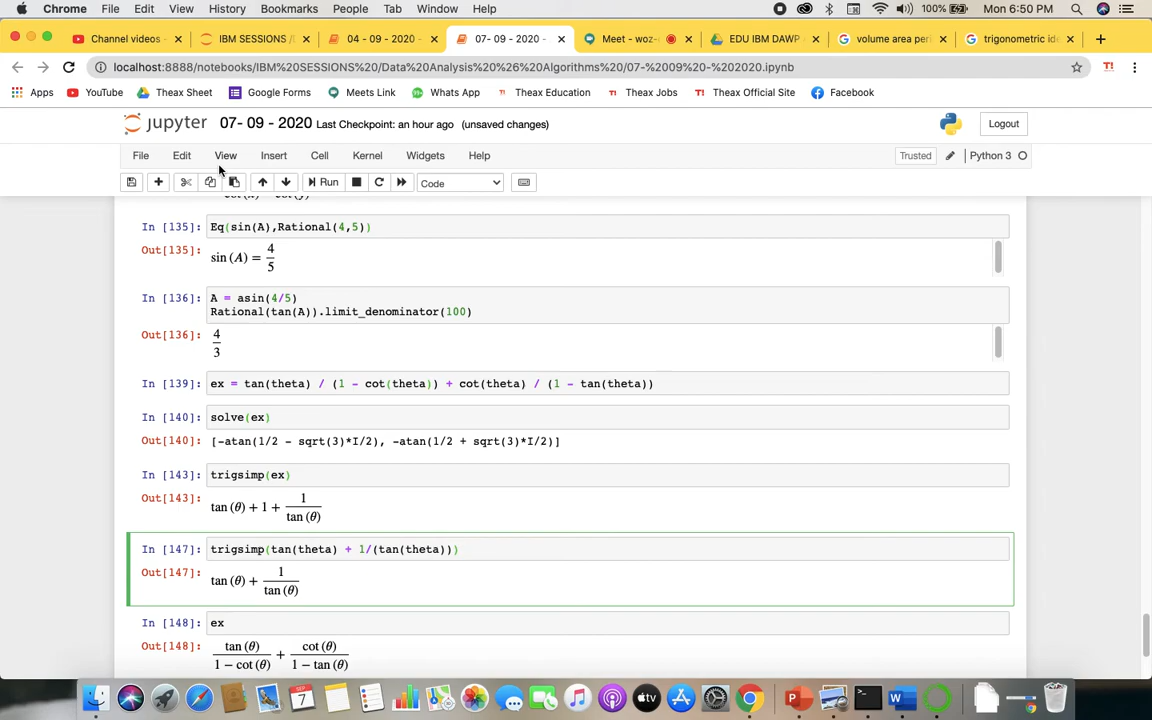 Chrome File Edit View History Bookmarks People Tab Window Help 100% Mon 6:50 PM
Channel videos - IBM SESSIONS / 04 - 09 - 2020 - 07- 09 - 2020 - Meet - woz- EDU IBM DAWP - volume area peri trigonometric ide
localhost:8888/notebooks/IBM%20SESSIONS%20/Data%20Analysis%20%26%20Algorithms%20/07-%2009%20-%202020.ipynb
Apps YouTube Theax Sheet Google Forms Meets Link Whats App Theax Education Theax Jobs Theax Official Site Facebook
jupyter 07- 09 - 2020 Last Checkpoint: an hour ago (unsaved changes) Logout
File Edit View Insert Cell Kernel Widgets Help Trusted Python 3
Run Code
In [135]: Eq(sin(A),Rational(4,5))
Out[135]: sin (A) = 4/5
In [136]: A = asin(4/5)
Rational(tan(A)).limit_denominator(100)
Out[136]: 4/3
In [139]: ex = tan(theta) / (1 - cot(theta)) + cot(theta) / (1 - tan(theta))
In [140]: solve(ex)
Out[140]: [-atan(1/2 - sqrt(3)*I/2), -atan(1/2 + sqrt(3)*I/2)]
In [143]: trigsimp(ex)
Out[143]: tan (θ) + 1 + 1/tan (θ)
In [147]: trigsimp(tan(theta) + 1/(tan(theta)))
Out[147]: tan (θ) + 1/tan (θ)
In [148]: ex
Out[148]: tan (θ)/1 − cot (θ) + cot (θ)/1 − tan (θ)